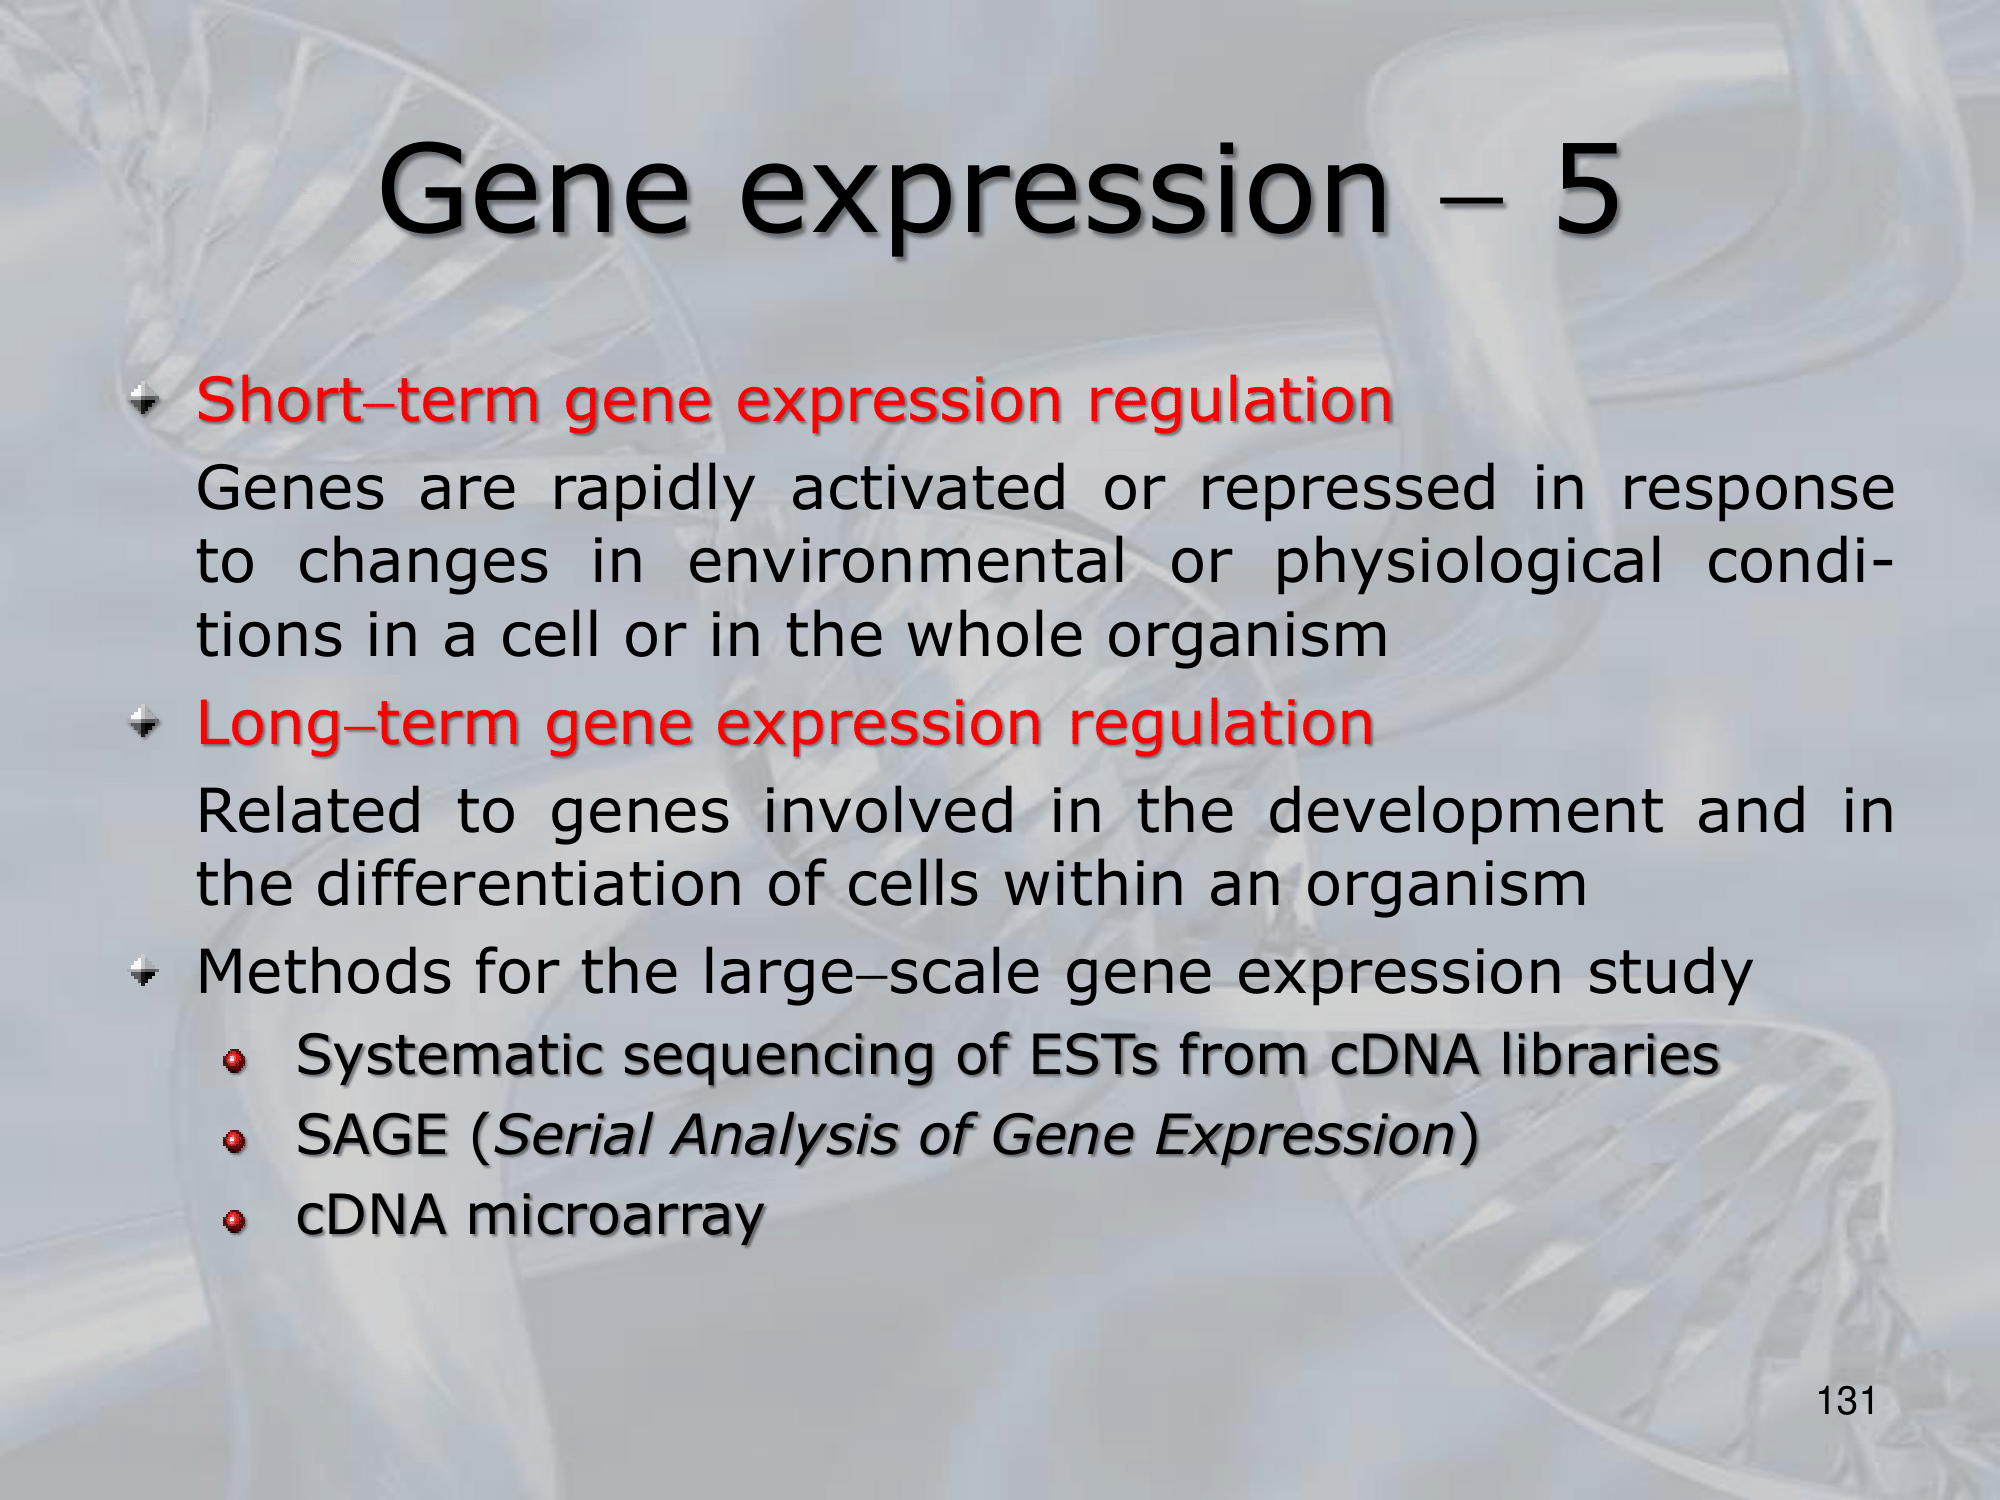 Gene expression – 5
Short–term gene expression regulation
Genes are rapidly activated or repressed in response
to changes in environmental or physiological condi-
tions in a cell or in the whole organism
Long–term gene expression regulation
Related to genes involved in the development and in
the differentiation of cells within an organism
Methods for the large–scale gene expression study
Systematic sequencing of ESTs from cDNA libraries
SAGE (Serial Analysis of Gene Expression)
cDNA microarray
131